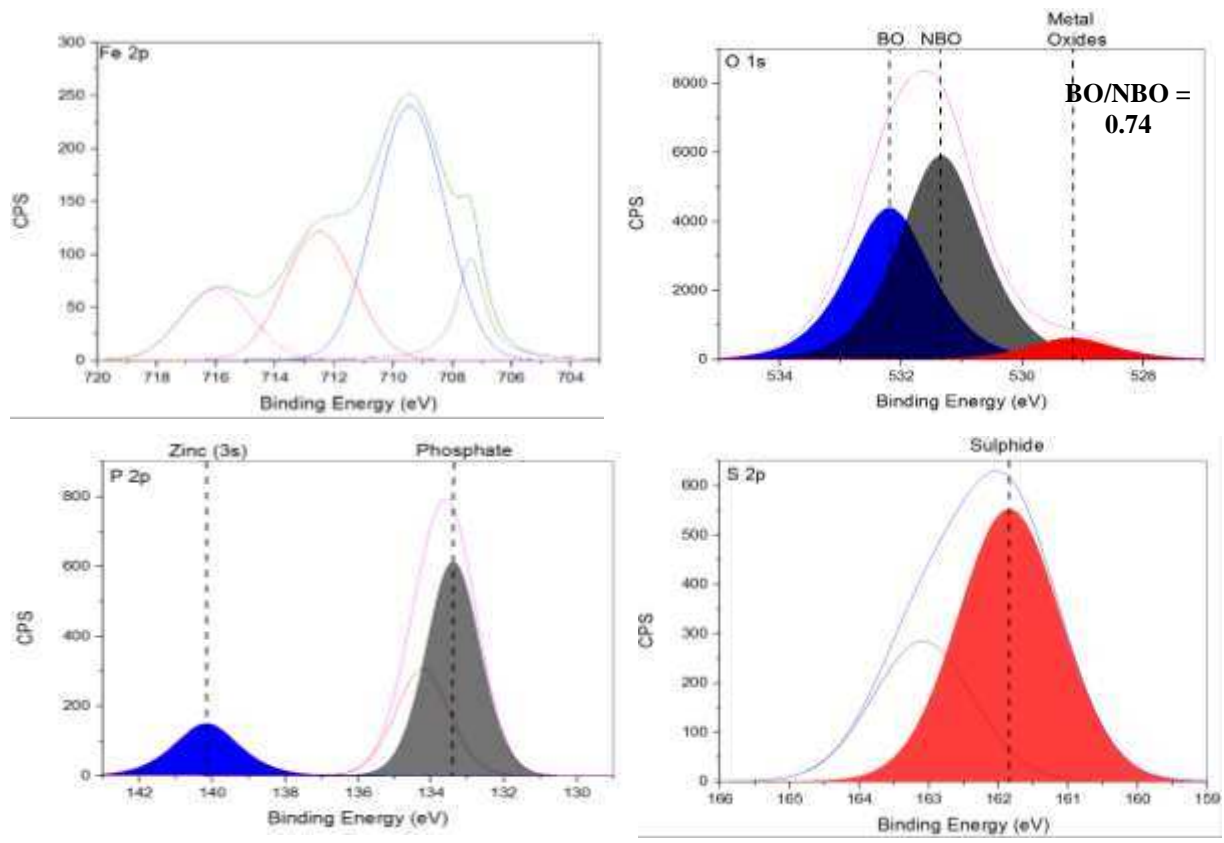 Fe 2p
300
250
200
150
100
50
0
CPS
720 718 716 714 712 710 708 706 704
Binding Energy (eV)
Metal
BO NBO Oxides
O 1s
BO/NBO =
0.74
8000
6000
4000
2000
0
CPS
534 532 530 528
Binding Energy (eV)
Zinc (3s) Phosphate
P 2p
800
600
400
200
0
CPS
142 140 138 136 134 132 130
Binding Energy (eV)
Sulphide
S 2p
600
500
400
300
200
100
0
CPS
166 165 164 163 162 161 160 159
Binding Energy (eV)